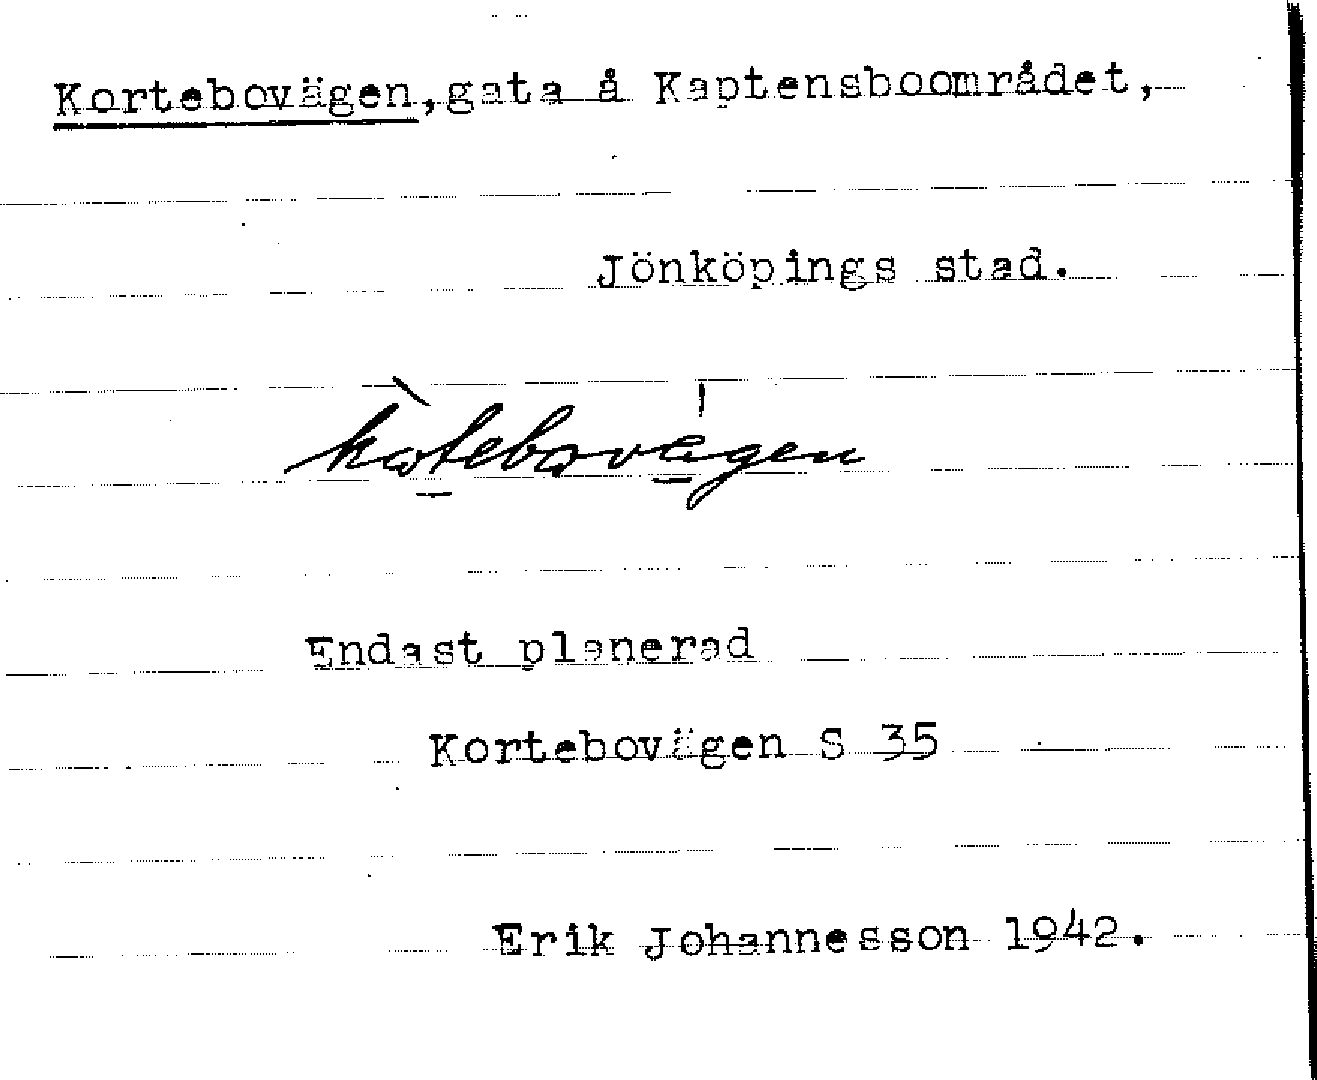 Kortebovägen, gata å Kaptensboområdet,
Jönköpings stad.
kortebovägen
Endast planerad
Kortebovägen S 35
Erik Johannesson 1942.